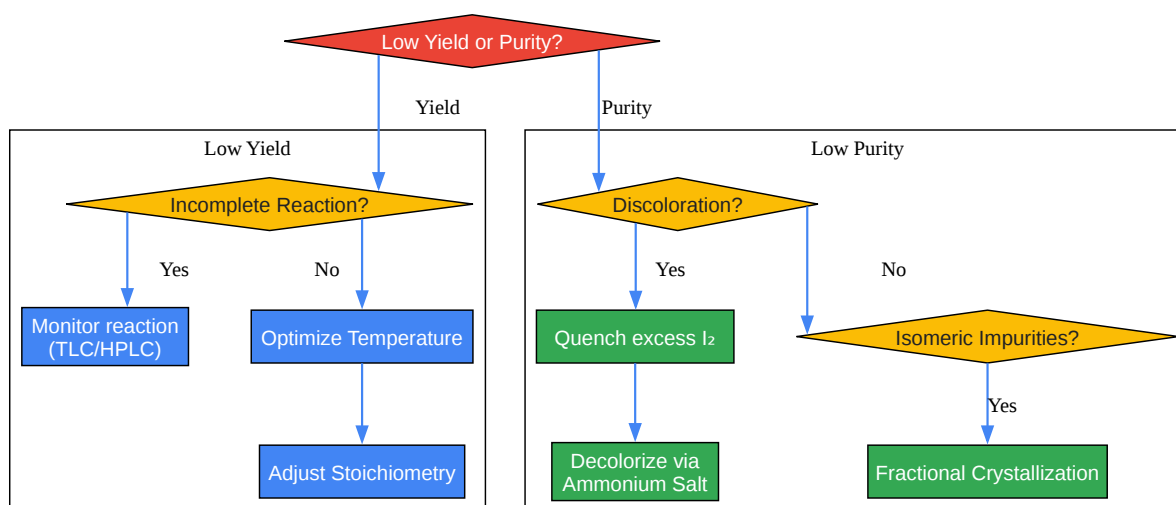 Low Yield or Purity?
Yield
Purity
Low Yield
Low Purity
Incomplete Reaction?
Discoloration?
Yes
No
Yes
No
Monitor reaction
(TLC/HPLC)
Optimize Temperature
Quench excess I₂
Isomeric Impurities?
Yes
Adjust Stoichiometry
Decolorize via
Ammonium Salt
Fractional Crystallization